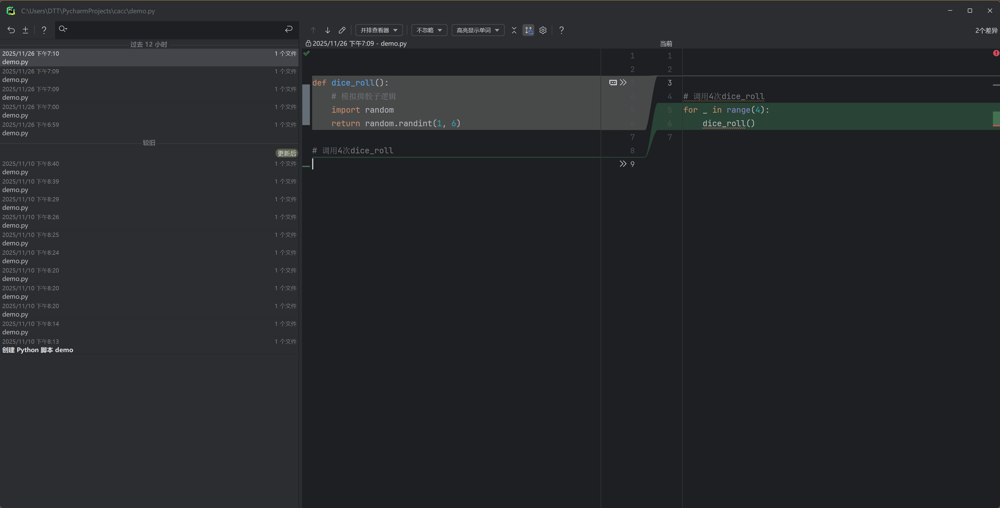 C:\Users\DTT\PycharmProjects\cacc\demo.py
并排查看器
不忽略
高亮显示单词
2个差异
过去 12 小时
2025/11/26 下午7:10 1 个文件
demo.py
2025/11/26 下午7:09 1 个文件
demo.py
2025/11/26 下午7:09 1 个文件
demo.py
2025/11/26 下午7:00 1 个文件
demo.py
2025/11/26 下午6:59 1 个文件
demo.py
较旧
更新后
2025/11/10 下午8:40 1 个文件
demo.py
2025/11/10 下午8:39 1 个文件
demo.py
2025/11/10 下午8:29 1 个文件
demo.py
2025/11/10 下午8:26 1 个文件
demo.py
2025/11/10 下午8:25 1 个文件
demo.py
2025/11/10 下午8:24 1 个文件
demo.py
2025/11/10 下午8:20 1 个文件
demo.py
2025/11/10 下午8:20 1 个文件
demo.py
2025/11/10 下午8:20 1 个文件
demo.py
2025/11/10 下午8:14 1 个文件
demo.py
2025/11/10 下午8:13 1 个文件
创建 Python 脚本 demo
2025/11/26 下午7:09 - demo.py
def dice_roll():
# 模拟掷骰子逻辑
import random
return random.randint(1, 6)
# 调用4次dice_roll
1
2
3
4
5
6
7
8
9
当前
1
2
3
4
5
6
7
# 调用4次dice_roll
for _ in range(4):
dice_roll()